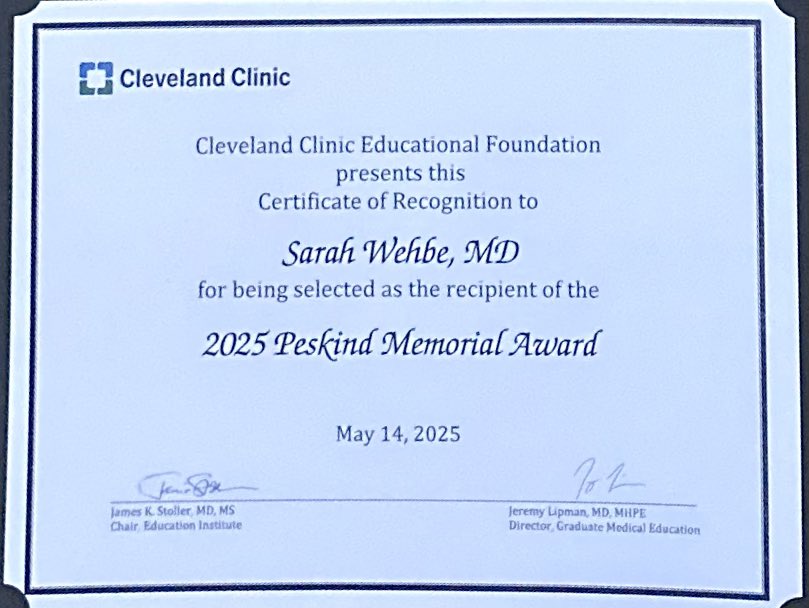 Cleveland Clinic
Cleveland Clinic Educational Foundation
presents this
Certificate of Recognition to
Sarah Wehbe, MD
for being selected as the recipient of the
2025 Peskind Memorial Award
May 14, 2025
James K. Stoller, MD, MS
Chair, Education Institute
Jeremy Lipman, MD, MHPE
Director, Graduate Medical Education